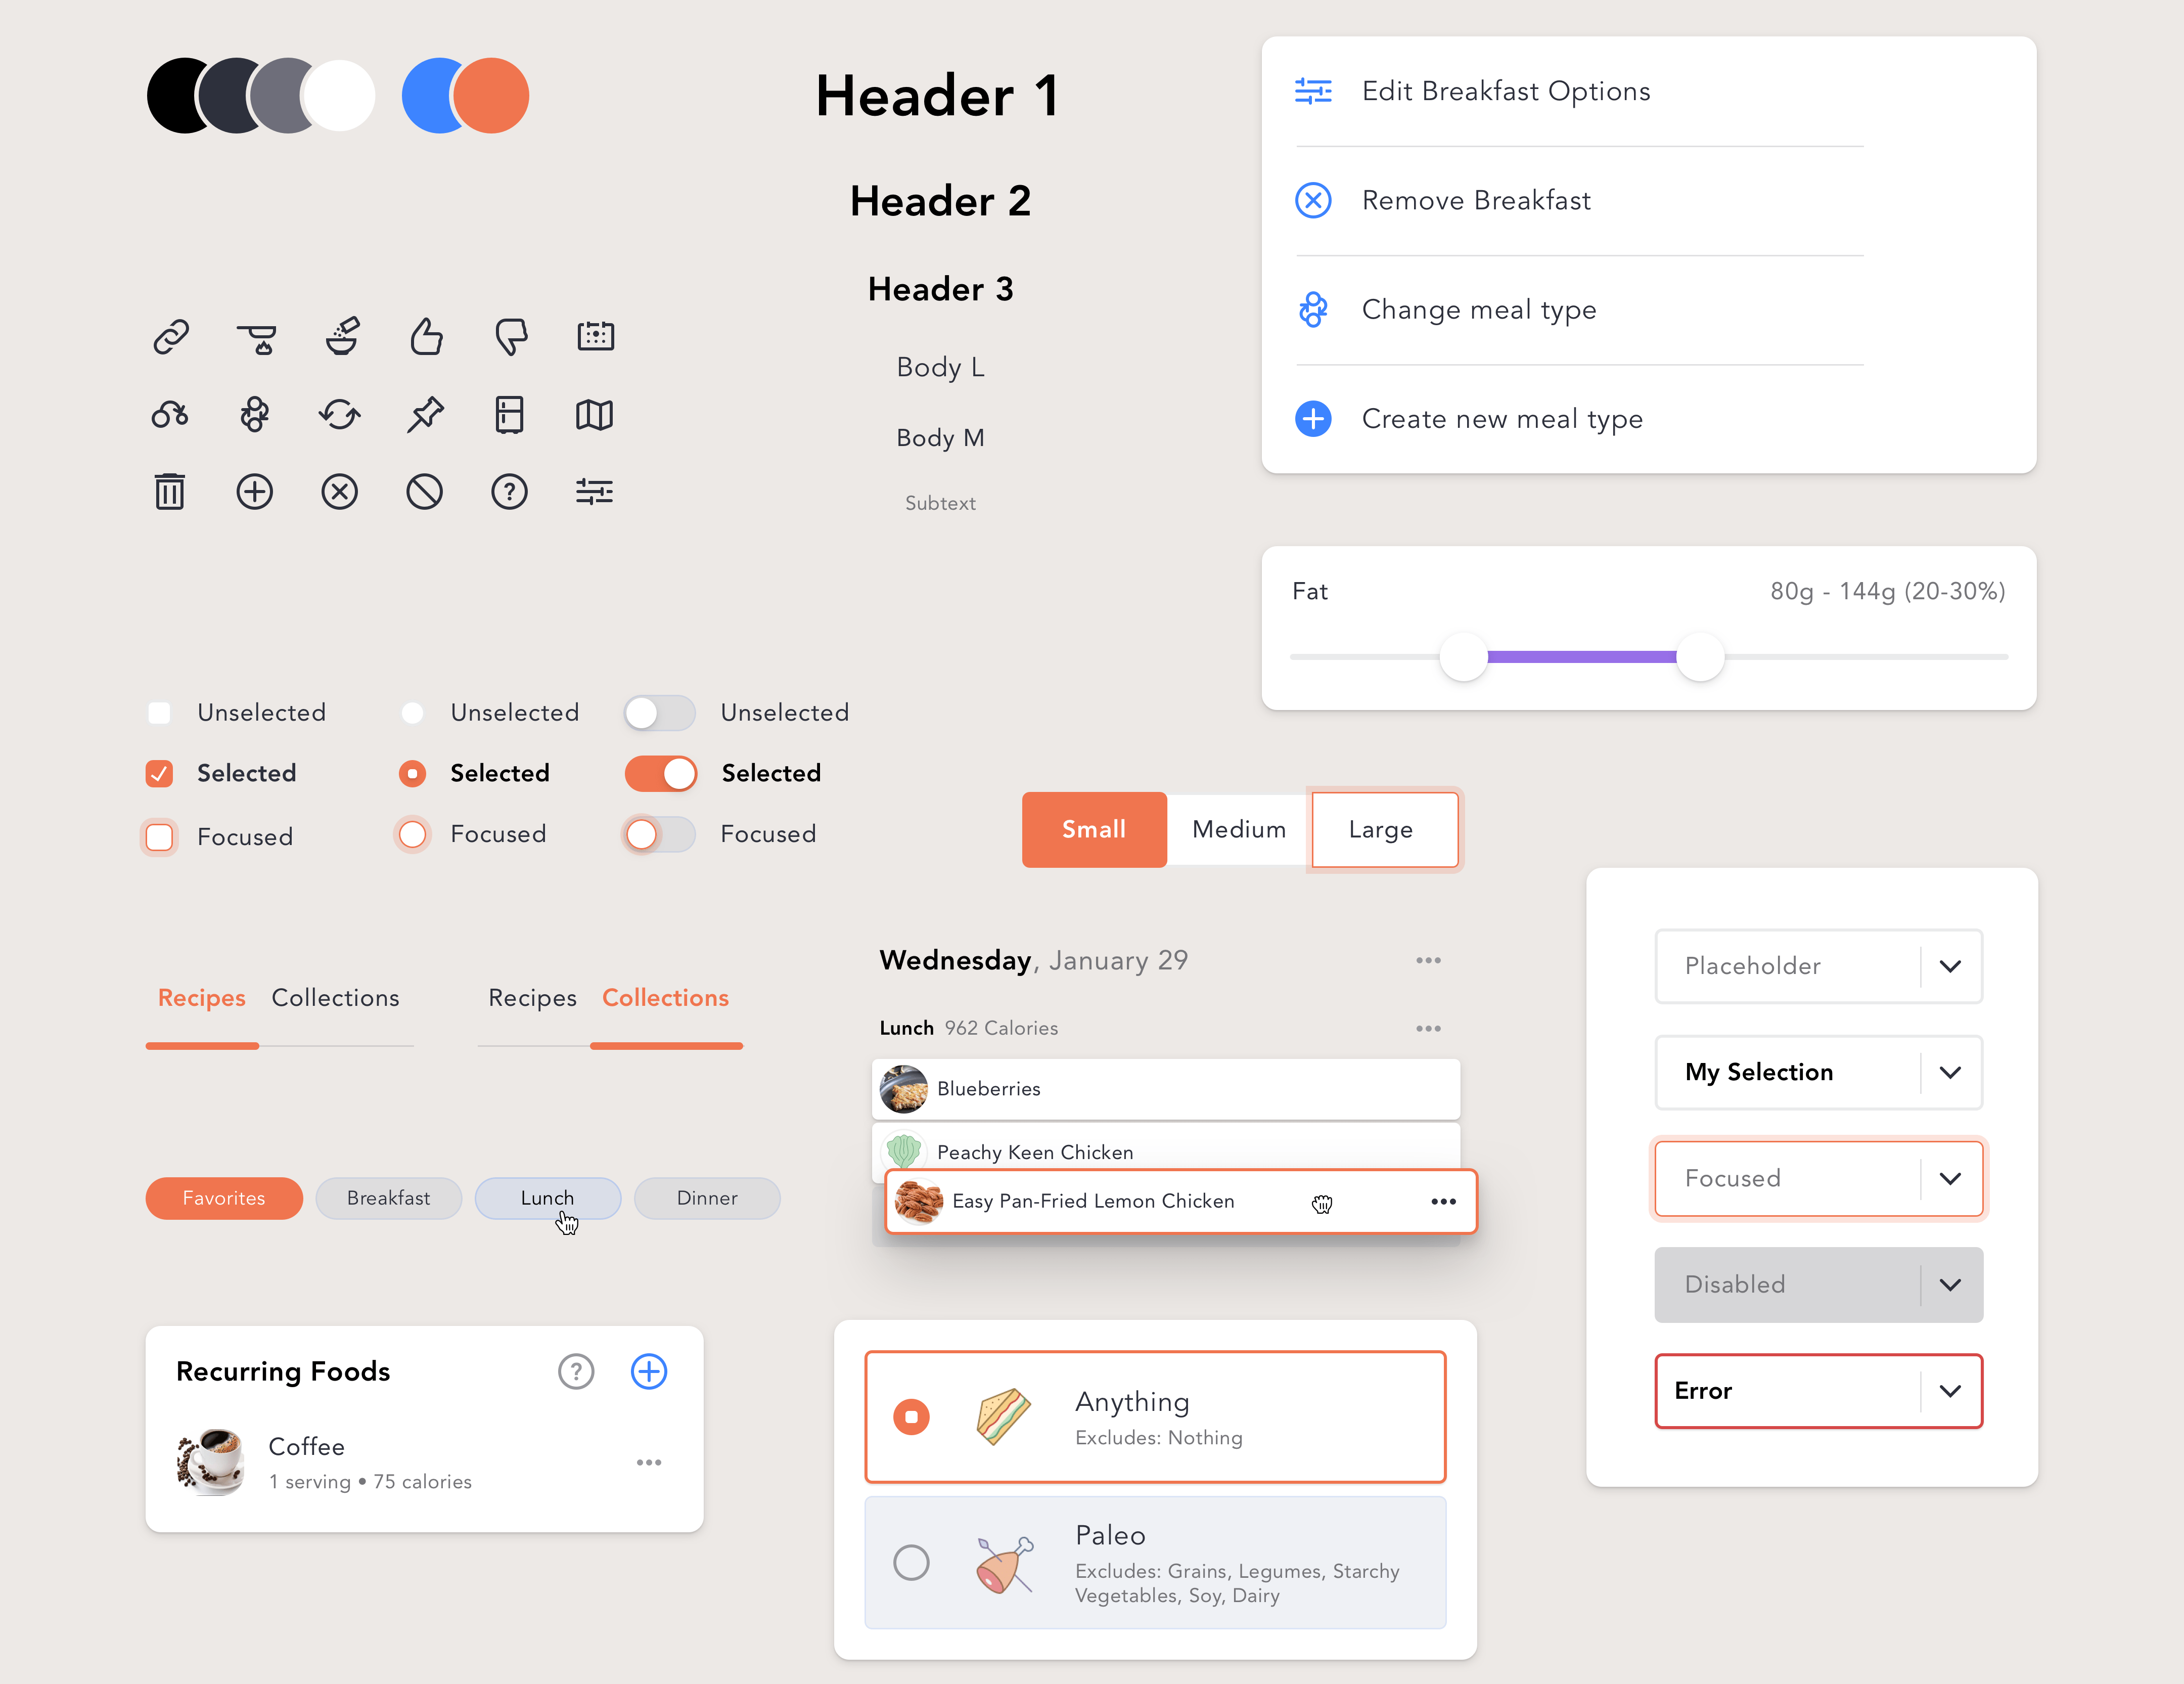 Header 1
Header 2
Header 3
Body L
Body M
Subtext
Edit Breakfast Options
Remove Breakfast
Change meal type
Create new meal type
Fat
80g - 144g (20-30%)
Unselected
Unselected
Unselected
Selected
Selected
Selected
Focused
Focused
Focused
Small
Medium
Large
Recipes
Collections
Recipes
Collections
Favorites
Breakfast
Lunch
Dinner
Wednesday, January 29
Lunch 962 Calories
Blueberries
Peachy Keen Chicken
Easy Pan-Fried Lemon Chicken
Placeholder
My Selection
Focused
Disabled
Error
Recurring Foods
?
Coffee
1 serving • 75 calories
Anything
Excludes: Nothing
Paleo
Excludes: Grains, Legumes, Starchy
Vegetables, Soy, Dairy